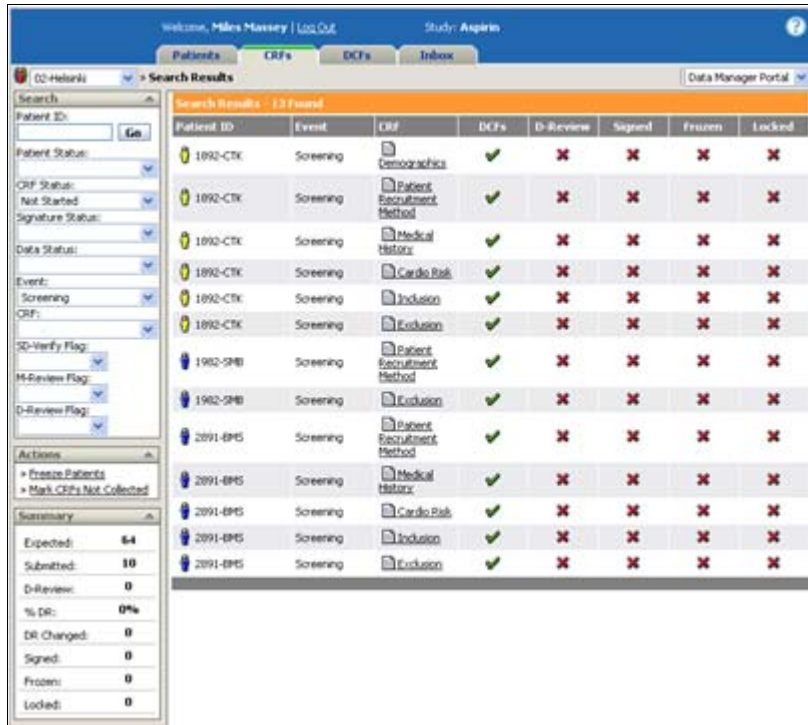 Welcome, Miles Massey | Log Out Study: Aspirin ?
Patients CRFs DCFs Inbox
02-Helsinki » Search Results Data Manager Portal
Search
Patient ID:
Go
Patient Status:
CRF Status:
Not Started
Signature Status:
Data Status:
Event:
Screening
CRF:
SD-Verify Flag:
M-Review Flag:
D-Review Flag:
Actions
» Freeze Patients
» Mark CRFs Not Collected
Summary
Expected: 64
Submitted: 10
D-Review: 0
% DR: 0%
DR Changed: 0
Signed: 0
Frozen: 0
Locked: 0
Search Results - 13 Found
Patient ID Event CRF DCFs D-Review Signed Frozen Locked
1892-CTK Screening Demographics
1892-CTK Screening Patient Recruitment Method
1892-CTK Screening Medical History
1892-CTK Screening Cardio Risk
1892-CTK Screening Inclusion
1892-CTK Screening Exclusion
1982-SMB Screening Patient Recruitment Method
1982-SMB Screening Exclusion
2891-BMS Screening Patient Recruitment Method
2891-BMS Screening Medical History
2891-BMS Screening Cardio Risk
2891-BMS Screening Inclusion
2891-BMS Screening Exclusion